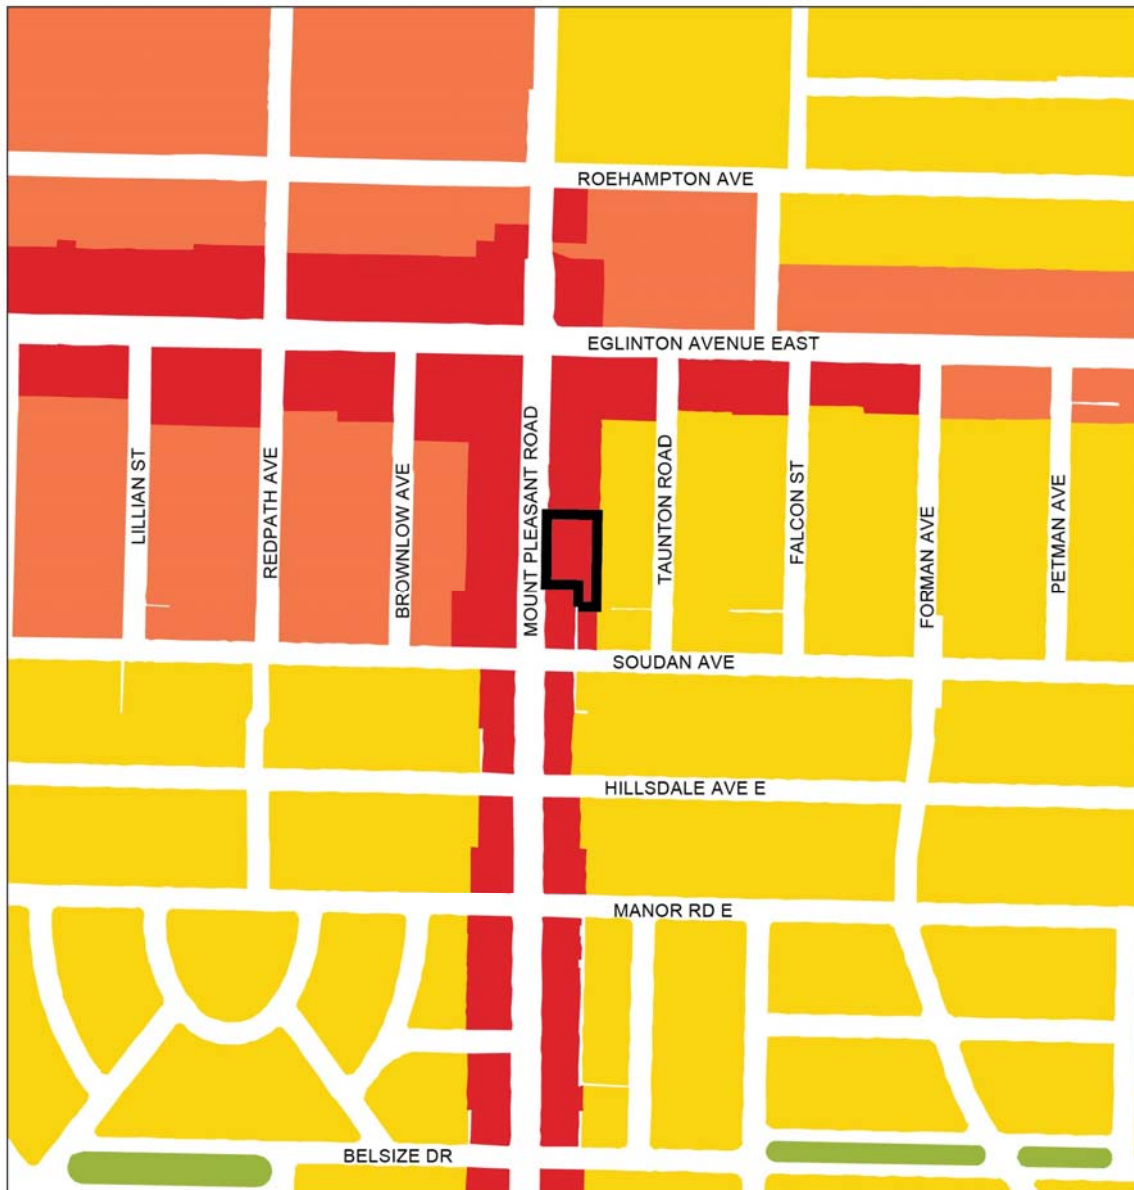 ROEHAMPTON AVE
EGLINTON AVENUE EAST
LILLIAN ST
REDPATH AVE
BROWNLOW AVE
MOUNT PLEASANT ROAD
TAUNTON ROAD
FALCON ST
FORMAN AVE
PETMAN AVE
SOUDAN AVE
HILLSDALE AVE E
MANOR RD E
BELSIZE DR